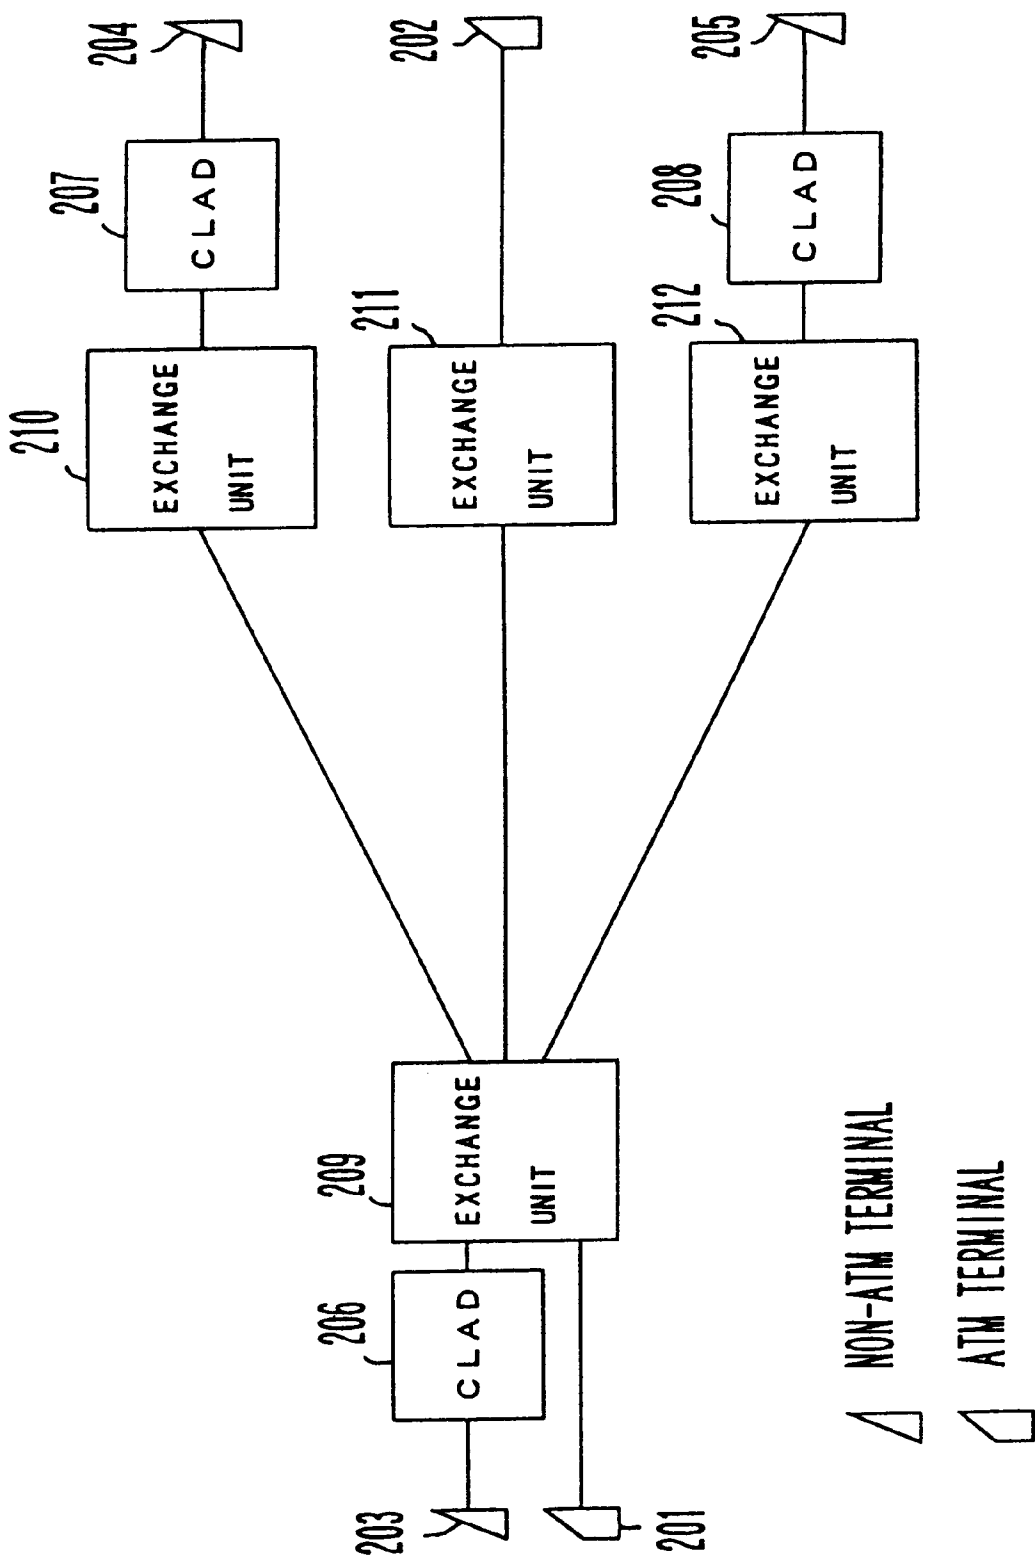 204
207
CLAD
210
EXCHANGE
UNIT
202
211
EXCHANGE
UNIT
205
208
CLAD
212
EXCHANGE
UNIT
209
EXCHANGE
UNIT
206
CLAD
203
201
NON-ATM TERMINAL
ATM TERMINAL